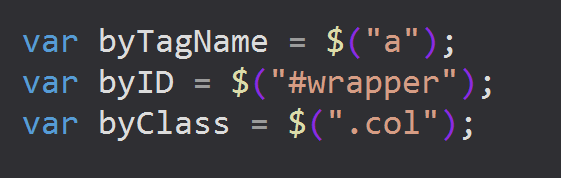 var byTagName = $("a");
var byID = $("#wrapper");
var byClass = $(".col");